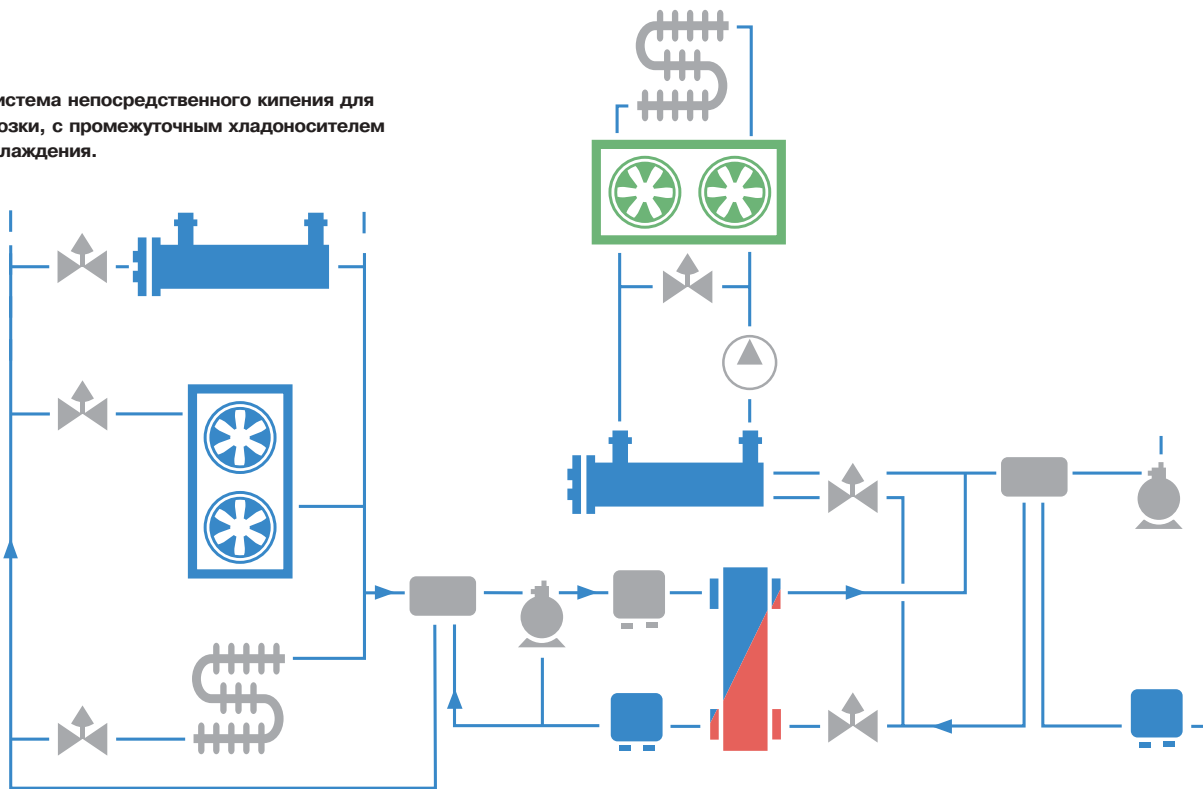 истема непосредственного кипения для
озки, с промежуточным хладоносителем
лаждения.